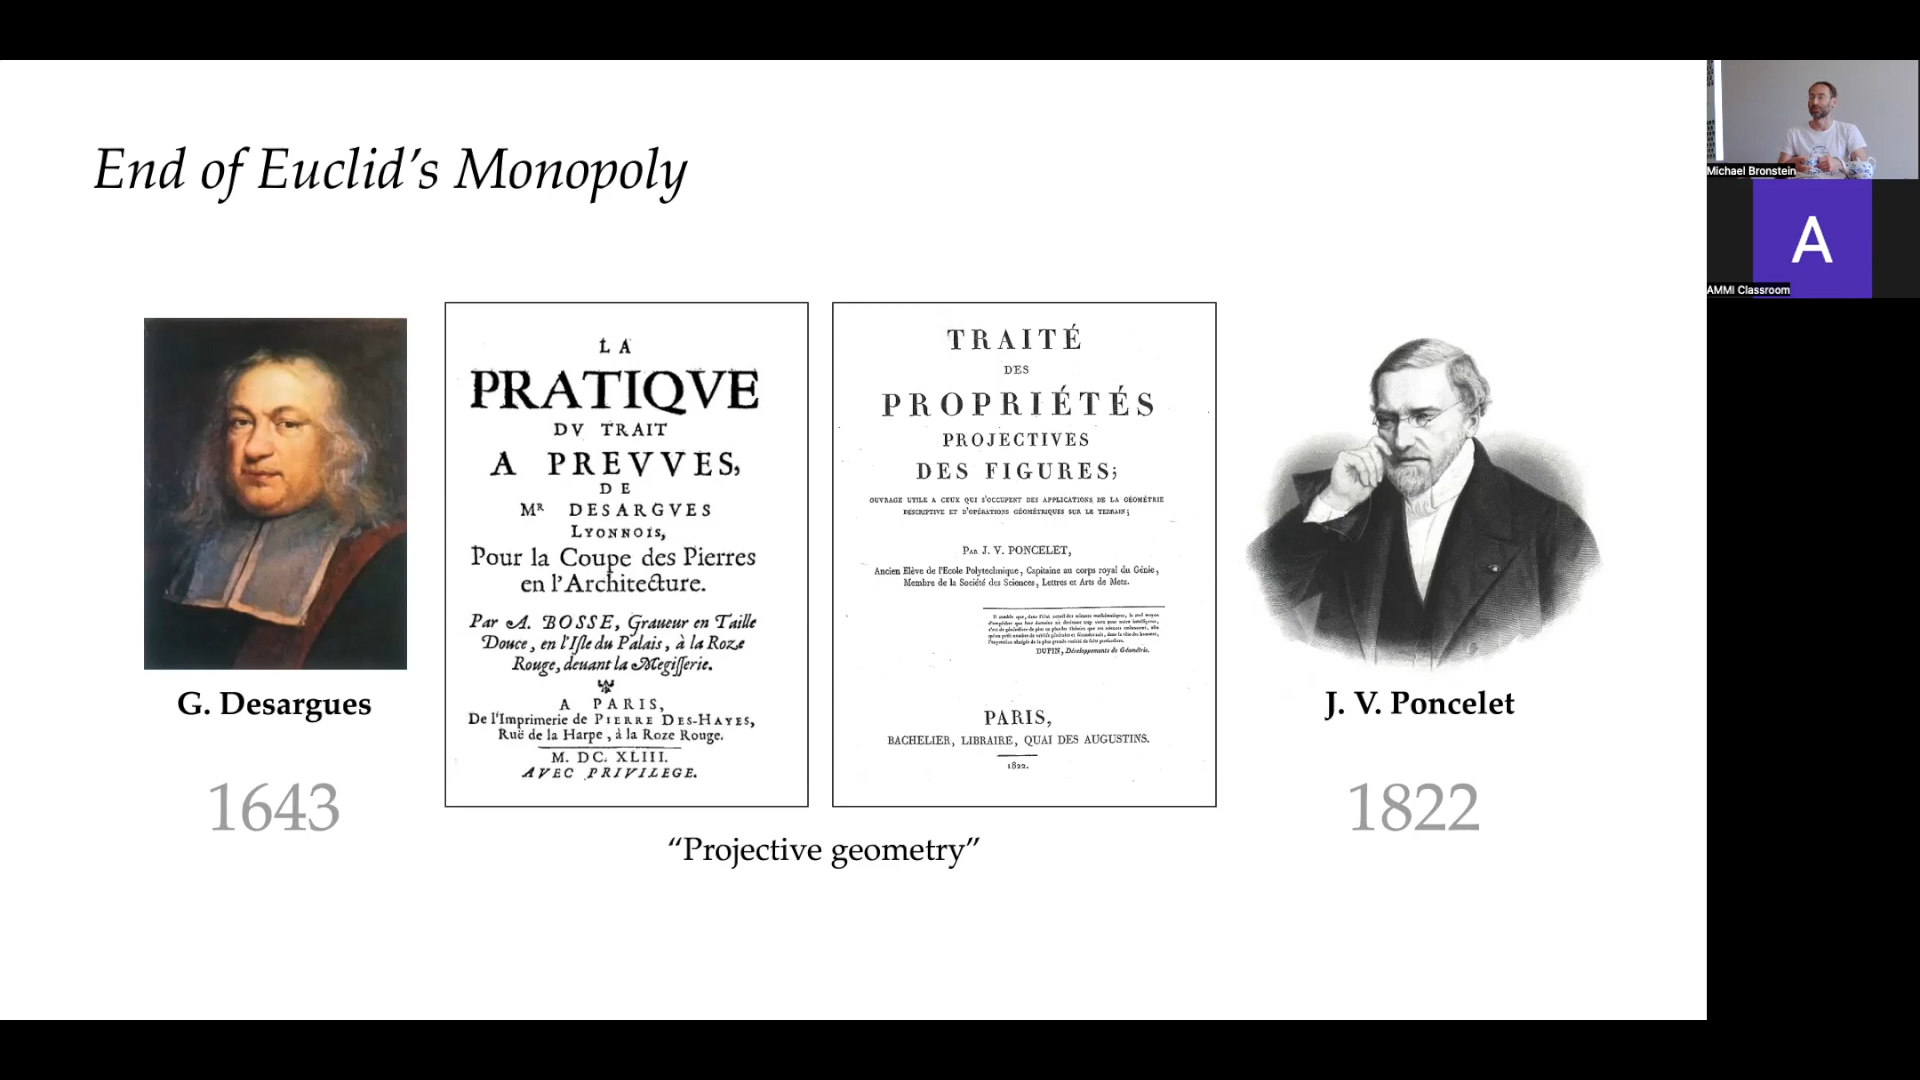 End of Euclid’s Monopoly
LA
PRATIQVE
DV TRAIT
A PREVVES,
DE
MR DESARGVES
LYONNOIS,
Pour la Coupe des Pierres
en l'Architecture.
Par A. BOSSE, Graueur en Taille
Douce, en l'Isle du Palais, à la Roze
Rouge, deuant la Megisserie.
A PARIS,
De l'Imprimerie de PIERRE DES-HAYES,
Ruë de la Harpe, à la Roze Rouge.
M. DC. XLIII.
AVEC PRIVILEGE.
TRAITÉ
DES
PROPRIÉTÉS
PROJECTIVES
DES FIGURES;
OUVRAGE UTILE A CEUX QUI S'OCCUPENT DES APPLICATIONS DE LA GÉOMÉTRIE
DESCRIPTIVE ET D'OPÉRATIONS GÉOMÉTRIQUES SUR LE TERRAIN;
PAR J. V. PONCELET,
Ancien Elève de l'Ecole Polytechnique, Capitaine au corps royal du Génie,
Membre de la Société des Sciences, Lettres et Arts de Metz.
DUPIN, Développements de Géométrie.
PARIS,
BACHELIER, LIBRAIRE, QUAI DES AUGUSTINS.
1822.
G. Desargues
1643
J. V. Poncelet
1822
“Projective geometry”
Michael Bronstein
A
AMMI Classroom